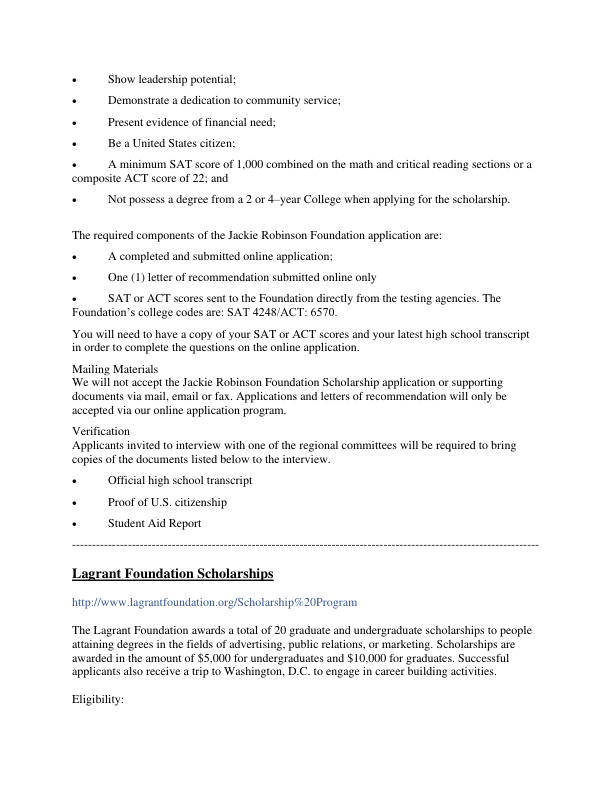 • Show leadership potential;
• Demonstrate a dedication to community service;
• Present evidence of financial need;
• Be a United States citizen;
• A minimum SAT score of 1,000 combined on the math and critical reading sections or a
composite ACT score of 22; and
• Not possess a degree from a 2 or 4–year College when applying for the scholarship.
The required components of the Jackie Robinson Foundation application are:
• A completed and submitted online application;
• One (1) letter of recommendation submitted online only
• SAT or ACT scores sent to the Foundation directly from the testing agencies. The
Foundation’s college codes are: SAT 4248/ACT: 6570.
You will need to have a copy of your SAT or ACT scores and your latest high school transcript
in order to complete the questions on the online application.
Mailing Materials
We will not accept the Jackie Robinson Foundation Scholarship application or supporting
documents via mail, email or fax. Applications and letters of recommendation will only be
accepted via our online application program.
Verification
Applicants invited to interview with one of the regional committees will be required to bring
copies of the documents listed below to the interview.
• Official high school transcript
• Proof of U.S. citizenship
• Student Aid Report
---------------------------------------------------------------------------------------------------------------------
Lagrant Foundation Scholarships
http://www.lagrantfoundation.org/Scholarship%20Program
The Lagrant Foundation awards a total of 20 graduate and undergraduate scholarships to people
attaining degrees in the fields of advertising, public relations, or marketing. Scholarships are
awarded in the amount of $5,000 for undergraduates and $10,000 for graduates. Successful
applicants also receive a trip to Washington, D.C. to engage in career building activities.
Eligibility: